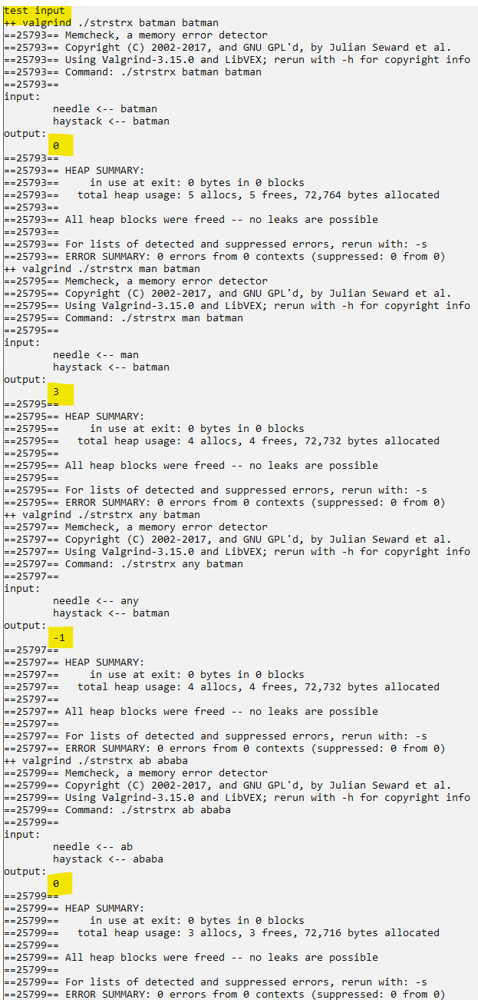 test input
++ valgrind ./strstrx batman batman
==25793== Memcheck, a memory error detector
==25793== Copyright (C) 2002-2017, and GNU GPL'd, by Julian Seward et al.
==25793== Using Valgrind-3.15.0 and LibVEX; rerun with -h for copyright info
==25793== Command: ./strstrx batman batman
==25793==
input:
        needle <-- batman
        haystack <-- batman
output:
        0
==25793==
==25793== HEAP SUMMARY:
==25793==     in use at exit: 0 bytes in 0 blocks
==25793==   total heap usage: 5 allocs, 5 frees, 72,764 bytes allocated
==25793==
==25793== All heap blocks were freed -- no leaks are possible
==25793==
==25793== For lists of detected and suppressed errors, rerun with: -s
==25793== ERROR SUMMARY: 0 errors from 0 contexts (suppressed: 0 from 0)
++ valgrind ./strstrx man batman
==25795== Memcheck, a memory error detector
==25795== Copyright (C) 2002-2017, and GNU GPL'd, by Julian Seward et al.
==25795== Using Valgrind-3.15.0 and LibVEX; rerun with -h for copyright info
==25795== Command: ./strstrx man batman
==25795==
input:
        needle <-- man
        haystack <-- batman
output:
        3
==25795==
==25795== HEAP SUMMARY:
==25795==     in use at exit: 0 bytes in 0 blocks
==25795==   total heap usage: 4 allocs, 4 frees, 72,732 bytes allocated
==25795==
==25795== All heap blocks were freed -- no leaks are possible
==25795==
==25795== For lists of detected and suppressed errors, rerun with: -s
==25795== ERROR SUMMARY: 0 errors from 0 contexts (suppressed: 0 from 0)
++ valgrind ./strstrx any batman
==25797== Memcheck, a memory error detector
==25797== Copyright (C) 2002-2017, and GNU GPL'd, by Julian Seward et al.
==25797== Using Valgrind-3.15.0 and LibVEX; rerun with -h for copyright info
==25797== Command: ./strstrx any batman
==25797==
input:
        needle <-- any
        haystack <-- batman
output:
        -1
==25797==
==25797== HEAP SUMMARY:
==25797==     in use at exit: 0 bytes in 0 blocks
==25797==   total heap usage: 4 allocs, 4 frees, 72,732 bytes allocated
==25797==
==25797== All heap blocks were freed -- no leaks are possible
==25797==
==25797== For lists of detected and suppressed errors, rerun with: -s
==25797== ERROR SUMMARY: 0 errors from 0 contexts (suppressed: 0 from 0)
++ valgrind ./strstrx ab ababa
==25799== Memcheck, a memory error detector
==25799== Copyright (C) 2002-2017, and GNU GPL'd, by Julian Seward et al.
==25799== Using Valgrind-3.15.0 and LibVEX; rerun with -h for copyright info
==25799== Command: ./strstrx ab ababa
==25799==
input:
        needle <-- ab
        haystack <-- ababa
output:
        0
==25799==
==25799== HEAP SUMMARY:
==25799==     in use at exit: 0 bytes in 0 blocks
==25799==   total heap usage: 3 allocs, 3 frees, 72,716 bytes allocated
==25799==
==25799== All heap blocks were freed -- no leaks are possible
==25799==
==25799== For lists of detected and suppressed errors, rerun with: -s
==25799== ERROR SUMMARY: 0 errors from 0 contexts (suppressed: 0 from 0)